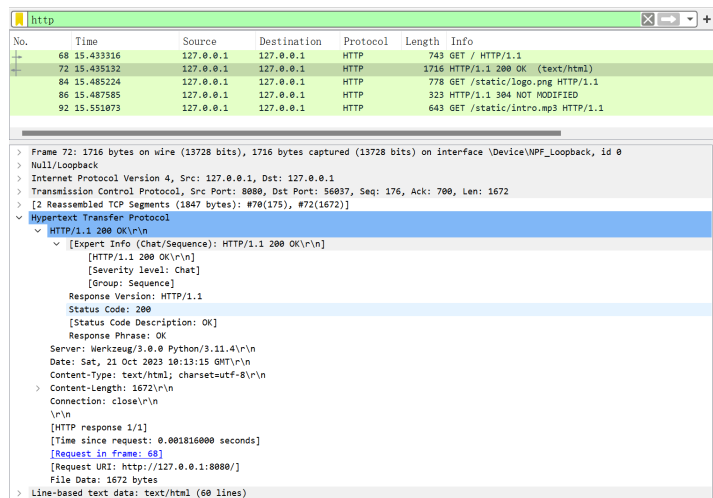 http
No. Time Source Destination Protocol Length Info
68 15.433316 127.0.0.1 127.0.0.1 HTTP 743 GET / HTTP/1.1
72 15.435132 127.0.0.1 127.0.0.1 HTTP 1716 HTTP/1.1 200 OK (text/html)
84 15.485224 127.0.0.1 127.0.0.1 HTTP 778 GET /static/logo.png HTTP/1.1
86 15.487585 127.0.0.1 127.0.0.1 HTTP 323 HTTP/1.1 304 NOT MODIFIED
92 15.551073 127.0.0.1 127.0.0.1 HTTP 643 GET /static/intro.mp3 HTTP/1.1
Frame 72: 1716 bytes on wire (13728 bits), 1716 bytes captured (13728 bits) on interface \Device\NPF_Loopback, id 0
Null/Loopback
Internet Protocol Version 4, Src: 127.0.0.1, Dst: 127.0.0.1
Transmission Control Protocol, Src Port: 8080, Dst Port: 56037, Seq: 176, Ack: 700, Len: 1672
[2 Reassembled TCP Segments (1847 bytes): #70(175), #72(1672)]
Hypertext Transfer Protocol
HTTP/1.1 200 OK\r\n
[Expert Info (Chat/Sequence): HTTP/1.1 200 OK\r\n]
[HTTP/1.1 200 OK\r\n]
[Severity level: Chat]
[Group: Sequence]
Response Version: HTTP/1.1
Status Code: 200
[Status Code Description: OK]
Response Phrase: OK
Server: Werkzeug/3.0.0 Python/3.11.4\r\n
Date: Sat, 21 Oct 2023 10:13:15 GMT\r\n
Content-Type: text/html; charset=utf-8\r\n
Content-Length: 1672\r\n
Connection: close\r\n
\r\n
[HTTP response 1/1]
[Time since request: 0.001816000 seconds]
[Request in frame: 68]
[Request URI: http://127.0.0.1:8080/]
File Data: 1672 bytes
Line-based text data: text/html (60 lines)